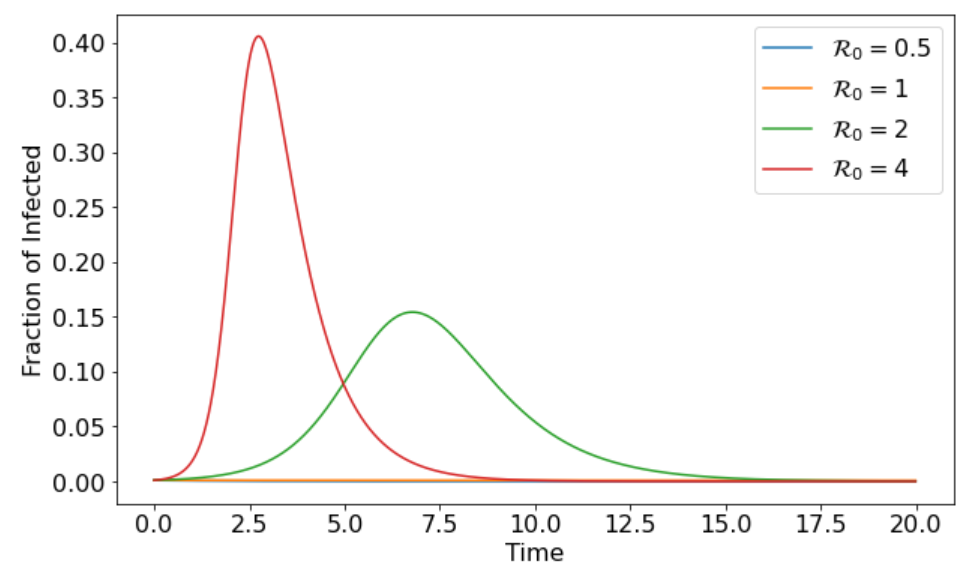 0.40
0.35
0.30
0.25
0.20
0.15
0.10
0.05
0.00
Fraction of Infected
ℛ₀ = 0.5
ℛ₀ = 1
ℛ₀ = 2
ℛ₀ = 4
0.0 2.5 5.0 7.5 10.0 12.5 15.0 17.5 20.0
Time